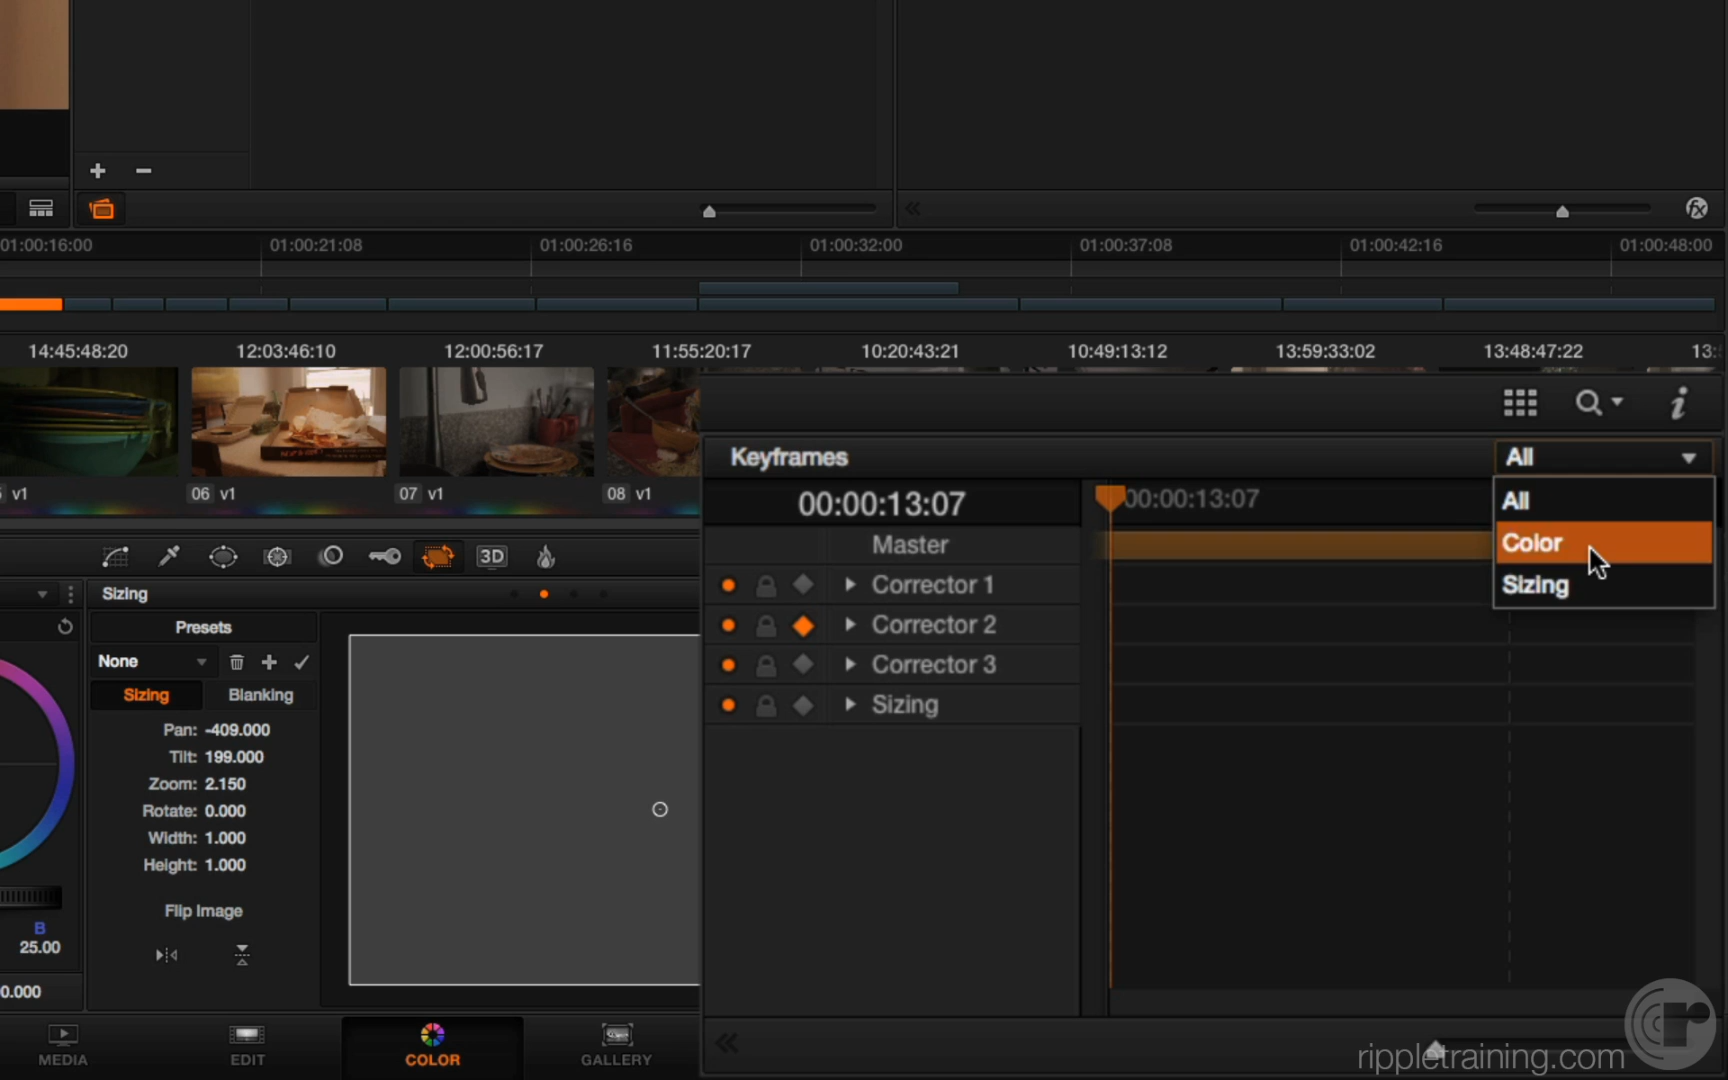 01:00:16:00 01:00:21:08 01:00:26:16 01:00:32:00 01:00:37:08 01:00:42:16 01:00:48:00
14:45:48:20 12:03:46:10 12:00:56:17 11:55:20:17 10:20:43:21 10:49:13:12 13:59:33:02 13:48:47:22 13:
v1 06 v1 07 v1 08 v1
Keyframes All
00:00:13:07 00:00:13:07
All
Color
Sizing
Master
Corrector 1
Corrector 2
Corrector 3
Sizing
3D
Sizing
Presets
None
Sizing Blanking
Pan: -409.000
Tilt: 199.000
Zoom: 2.150
Rotate: 0.000
Width: 1.000
Height: 1.000
Flip Image
B
25.00
0.000
MEDIA EDIT COLOR GALLERY
rippletraining.com